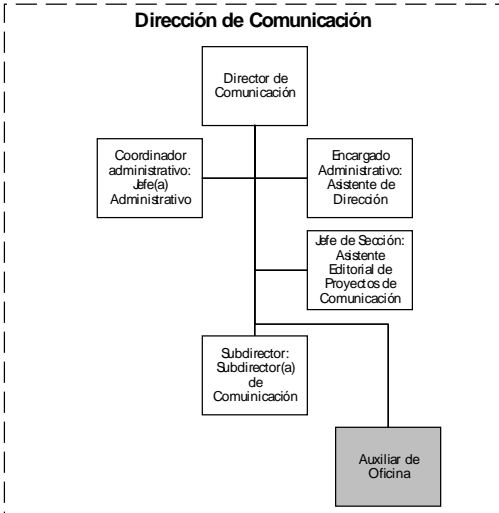 Dirección de Comunicación
Director de
Comunicación
Coordinador
administrativo:
Jefe(a)
Administrativo
Encargado
Administrativo:
Asistente de
Dirección
Jefe de Sección:
Asistente
Editorial de
Proyectos de
Comunicación
Subdirector:
Subdirector(a)
de
Comuinicación
Auxiliar de
Oficina